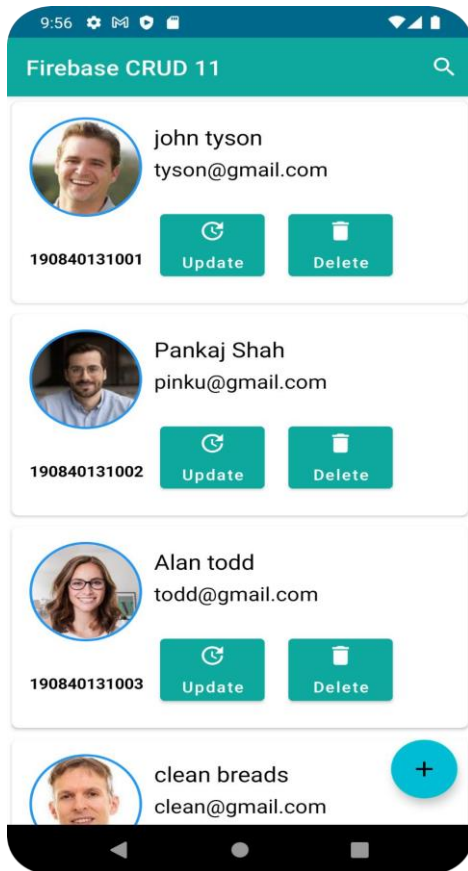 9:56
Firebase CRUD 11
john tyson
tyson@gmail.com
190840131001
Update
Delete
Pankaj Shah
pinku@gmail.com
190840131002
Update
Delete
Alan todd
todd@gmail.com
190840131003
Update
Delete
clean breads
clean@gmail.com
+